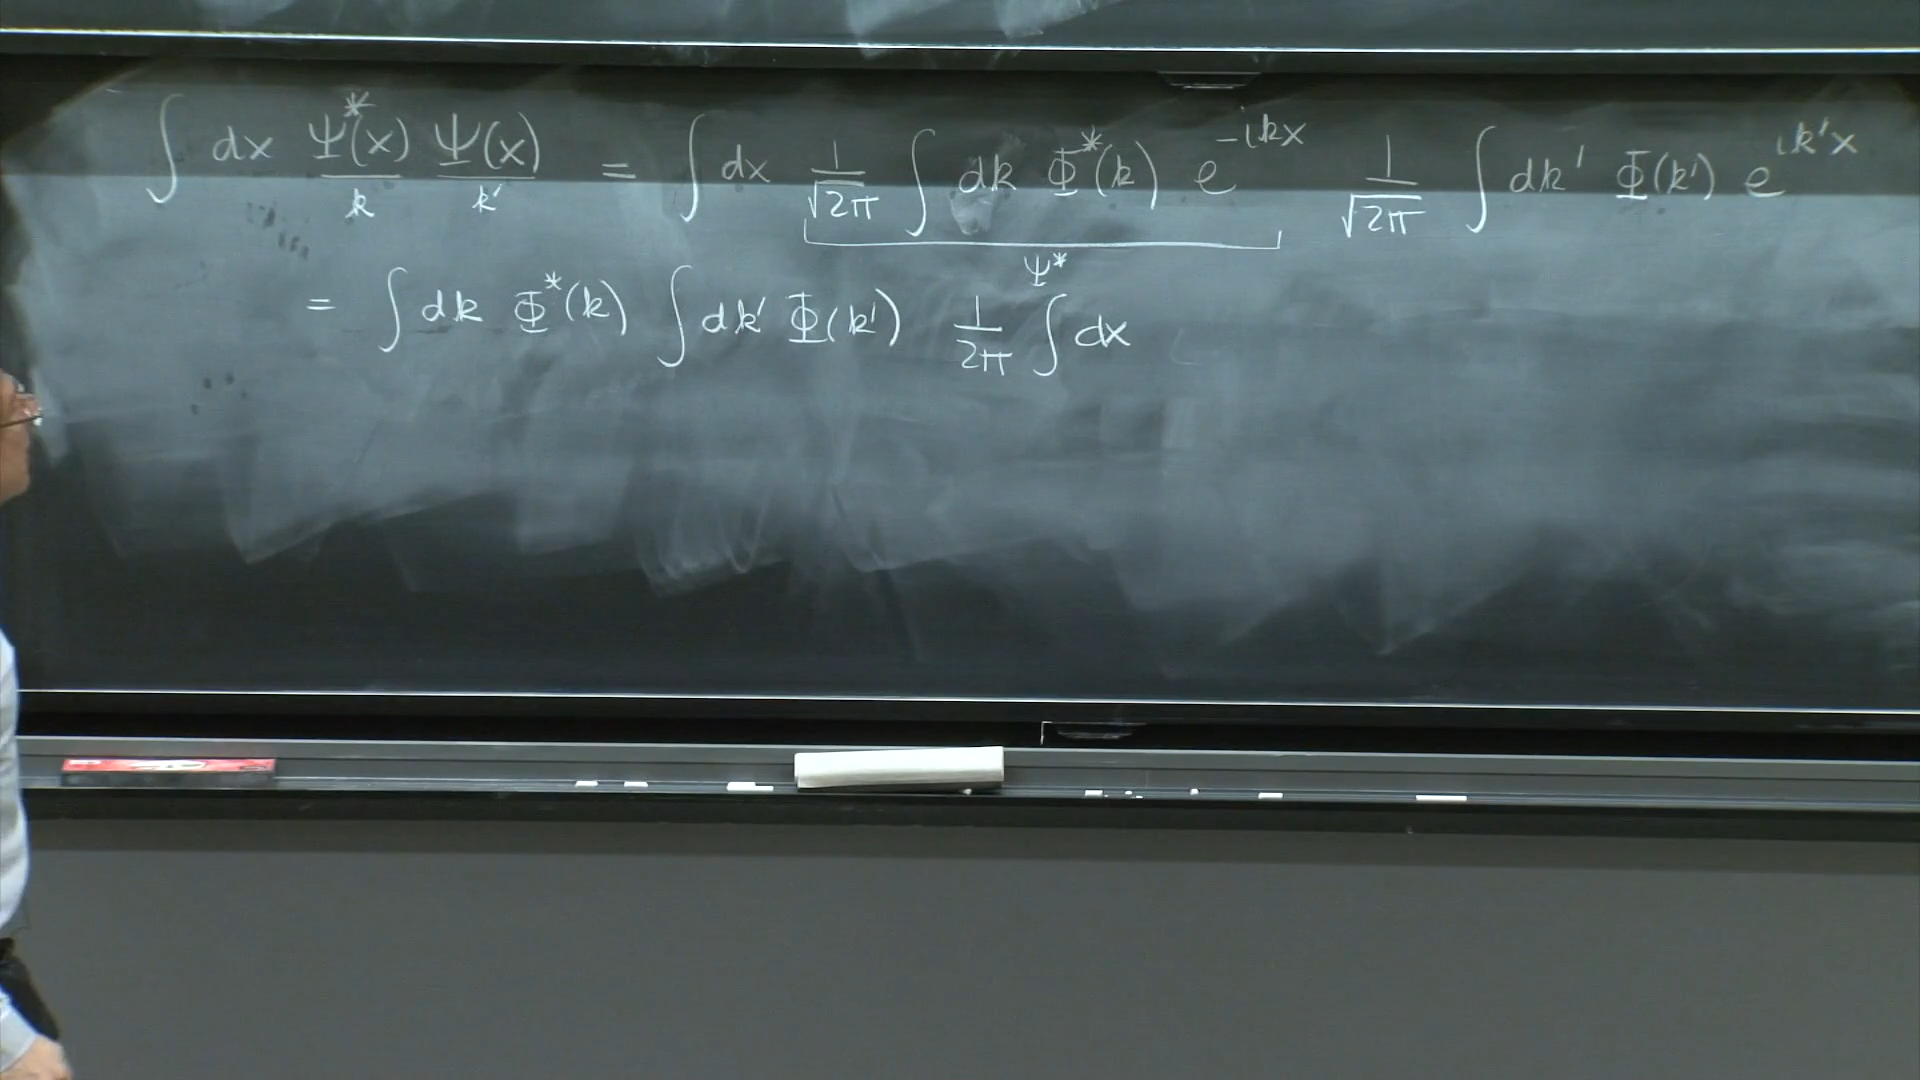 ∫ dx Ψ*(x) Ψ(x) = ∫ dx 1/√2π ∫ dk Φ*(k) e^{-ikx} 1/√2π ∫ dk' Φ(k') e^{ik'x}
k k'
Ψ*
= ∫ dk Φ*(k) ∫ dk' Φ(k') 1/2π ∫ dx